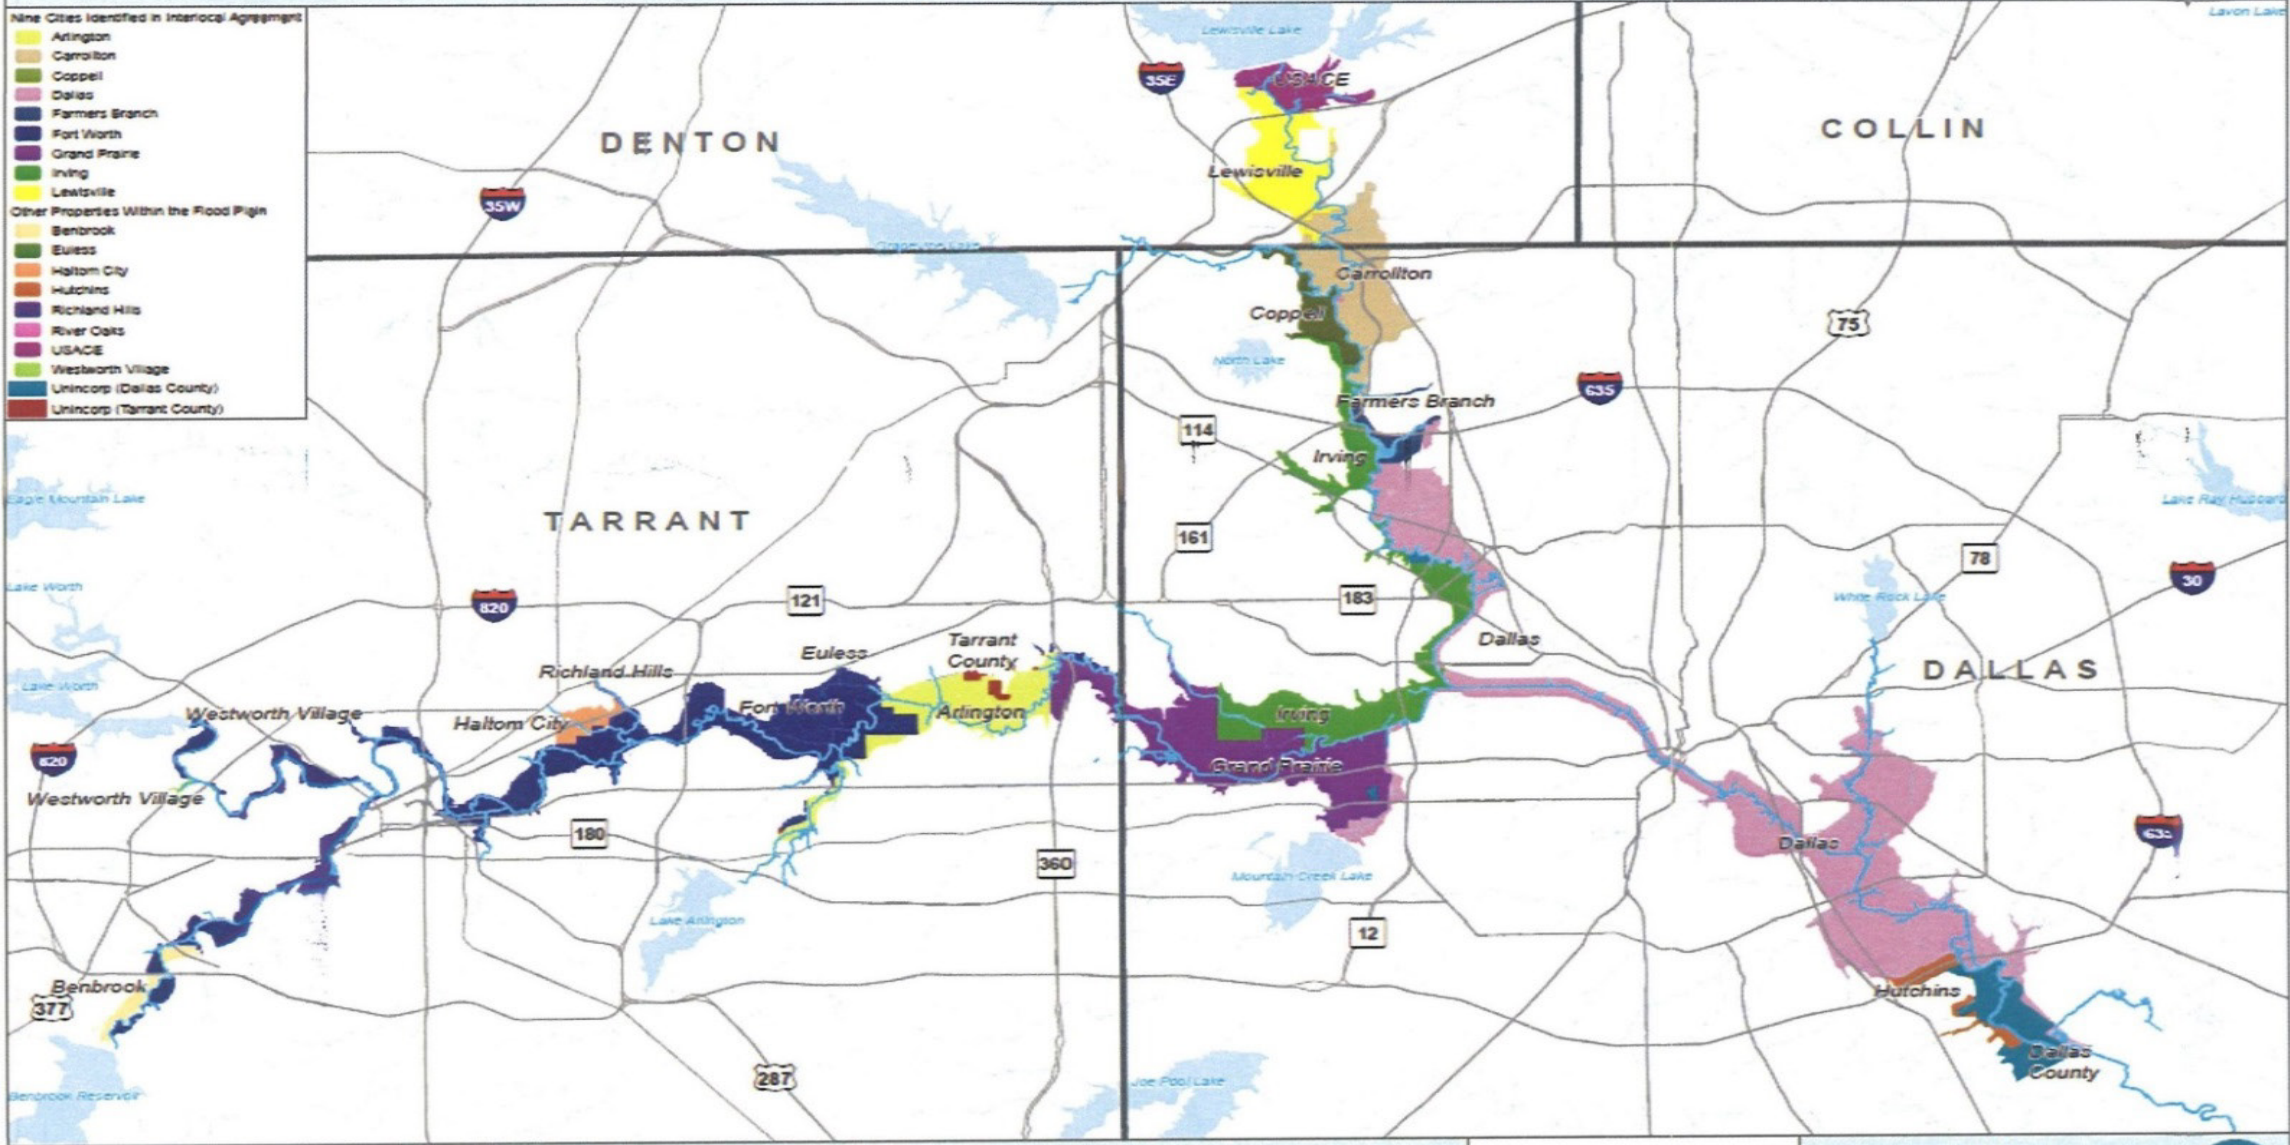 Nine Cities Identified in Interlocal Agreement
Arlington
Carrollton
Coppell
Dallas
Farmers Branch
Fort Worth
Grand Prairie
Irving
Lewisville
Other Properties Within the Flood Plain
Benbrook
Euless
Haltom City
Hutchins
Richland Hills
River Oaks
USACE
Westworth Village
Unincorp (Dallas County)
Unincorp (Tarrant County)
Lewisville Lake
Lavon Lake
35E
USACE
DENTON
COLLIN
Lewisville
35W
Grapevine Lake
Carrollton
Coppell
75
North Lake
635
Farmers Branch
114
Irving
Eagle Mountain Lake
Lake Ray Hubbard
TARRANT
161
78
30
Lake Worth
820
121
183
White Rock Lake
Dallas
Tarrant
County
Euless
Richland Hills
DALLAS
Lake Worth
Westworth Village
Haltom City
Fort Worth
Arlington
Irving
820
Grand Prairie
Westworth Village
180
635
Dallas
360
Mountain Creek Lake
Lake Arlington
12
Benbrook
377
Hutchins
Dallas
County
287
Joe Pool Lake
Benbrook Reservoir